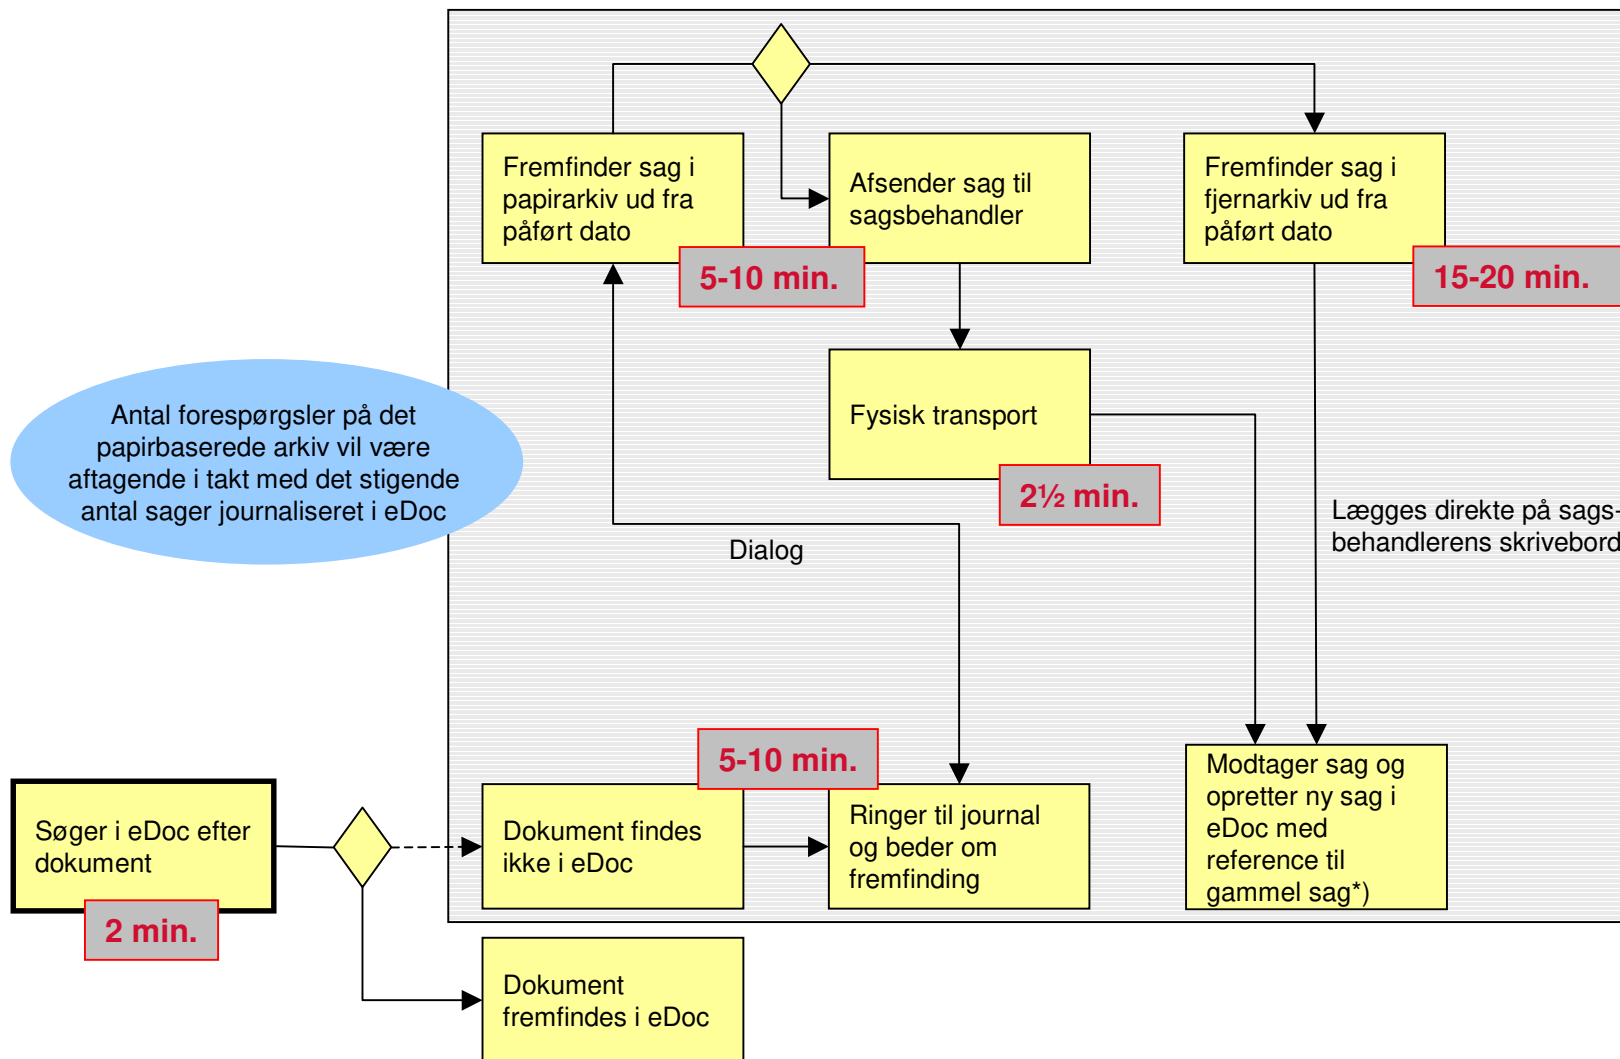 Fremfinder sag i
papirarkiv ud fra
påført dato
5-10 min.
Afsender sag til
sagsbehandler
Fremfinder sag i
fjernarkiv ud fra
påført dato
15-20 min.
Fysisk transport
2½ min.
Antal forespørgsler på det
papirbaserede arkiv vil være
aftagende i takt med det stigende
antal sager journaliseret i eDoc
Dialog
Lægges direkte på sags-
behandlerens skrivebord
Søger i eDoc efter
dokument
2 min.
Dokument findes
ikke i eDoc
5-10 min.
Ringer til journal
og beder om
fremfinding
Modtager sag og
opretter ny sag i
eDoc med
reference til
gammel sag*)
Dokument
fremfindes i eDoc